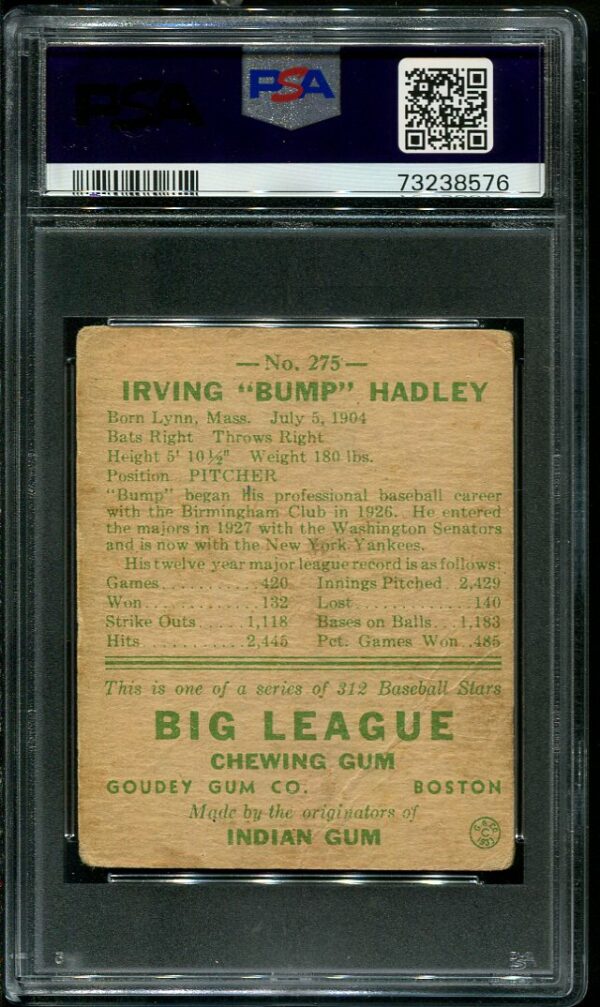 PSA
PSA
73238576
—No. 275—
IRVING "BUMP" HADLEY
Born Lynn, Mass. July 5, 1904
Bats Right Throws Right
Height 5' 10½" Weight 180 lbs.
Position PITCHER
"Bump" began his professional baseball career
with the Birmingham Club in 1926. He entered
the majors in 1927 with the Washington Senators
and is now with the New York Yankees.
His twelve year major league record is as follows:
Games...........420 Innings Pitched..2,429
Won.............132 Lost..............140
Strike Outs....1,118 Bases on Balls...1,183
Hits...........2,445 Pct. Games Won..485
This is one of a series of 312 Baseball Stars
BIG LEAGUE
CHEWING GUM
GOUDEY GUM CO. BOSTON
Made by the originators of
INDIAN GUM